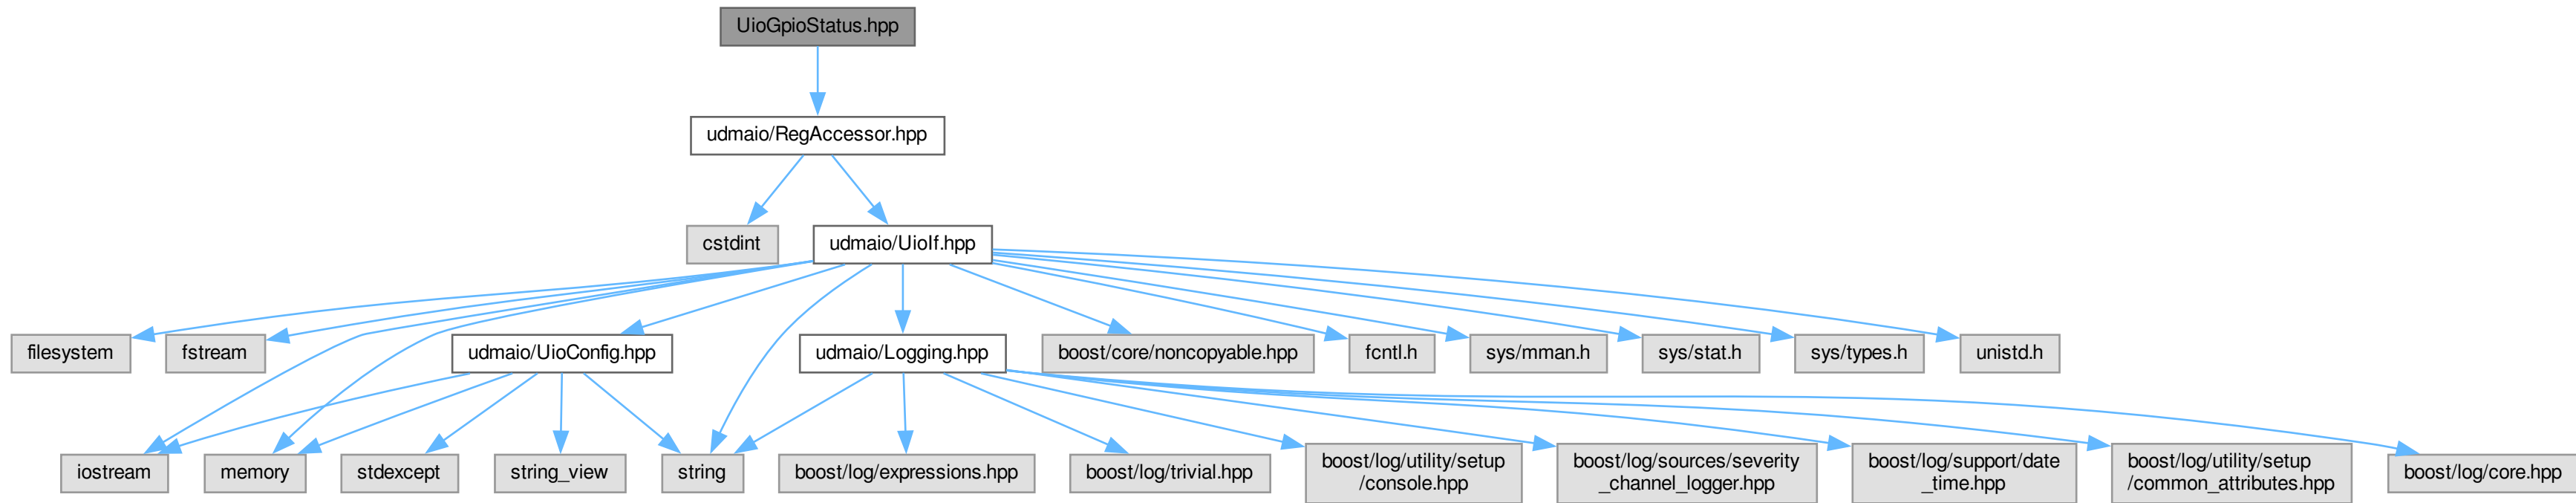 UioGpioStatus.hpp
udmaio/RegAccessor.hpp
cstdint
udmaio/UioIf.hpp
filesystem
fstream
udmaio/UioConfig.hpp
udmaio/Logging.hpp
boost/core/noncopyable.hpp
fcntl.h
sys/mman.h
sys/stat.h
sys/types.h
unistd.h
iostream
memory
stdexcept
string_view
string
boost/log/expressions.hpp
boost/log/trivial.hpp
boost/log/utility/setup
/console.hpp
boost/log/sources/severity
_channel_logger.hpp
boost/log/support/date
_time.hpp
boost/log/utility/setup
/common_attributes.hpp
boost/log/core.hpp